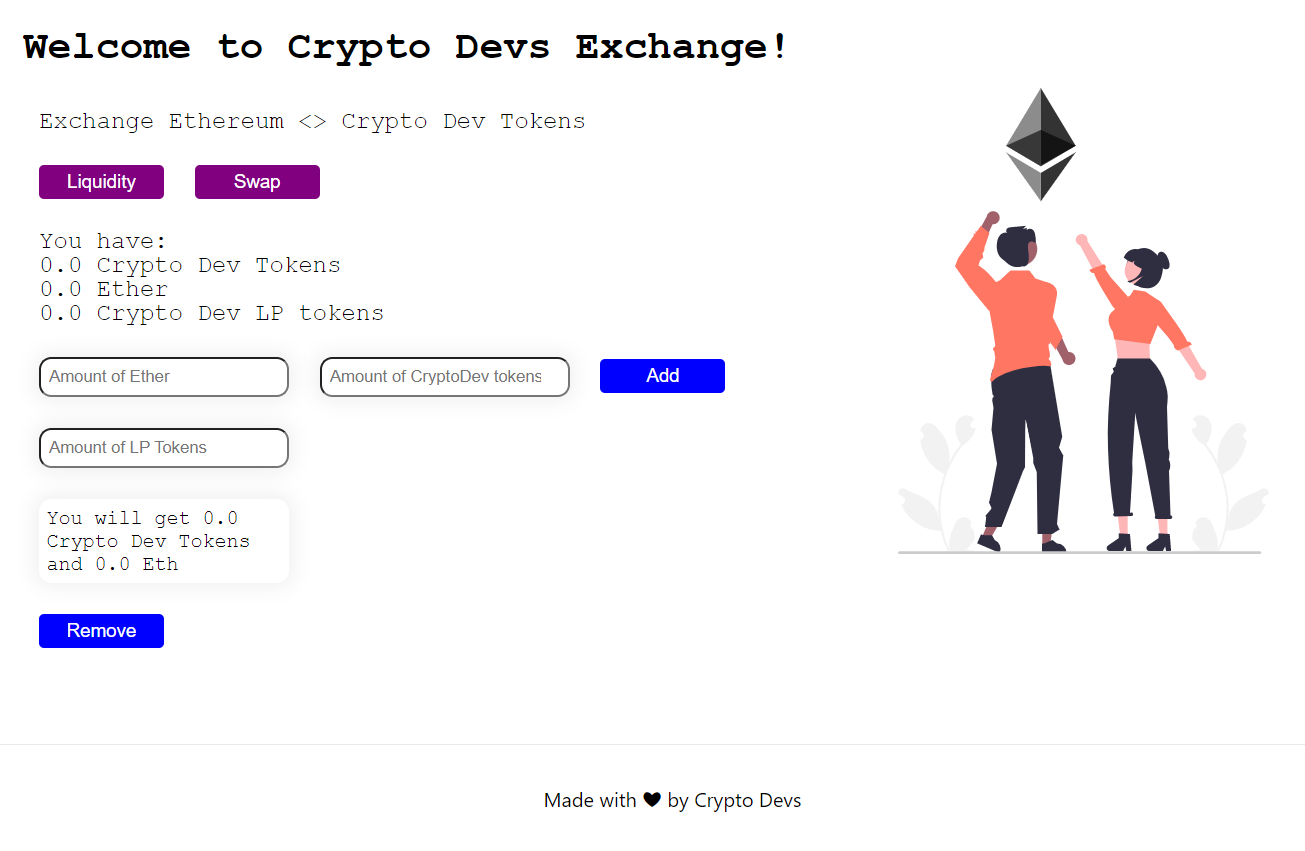 Welcome to Crypto Devs Exchange!
Exchange Ethereum <> Crypto Dev Tokens
Liquidity
Swap
You have:
0.0 Crypto Dev Tokens
0.0 Ether
0.0 Crypto Dev LP tokens
Amount of Ether
Amount of CryptoDev tokens
Add
Amount of LP Tokens
You will get 0.0
Crypto Dev Tokens
and 0.0 Eth
Remove
Made with ❤ by Crypto Devs